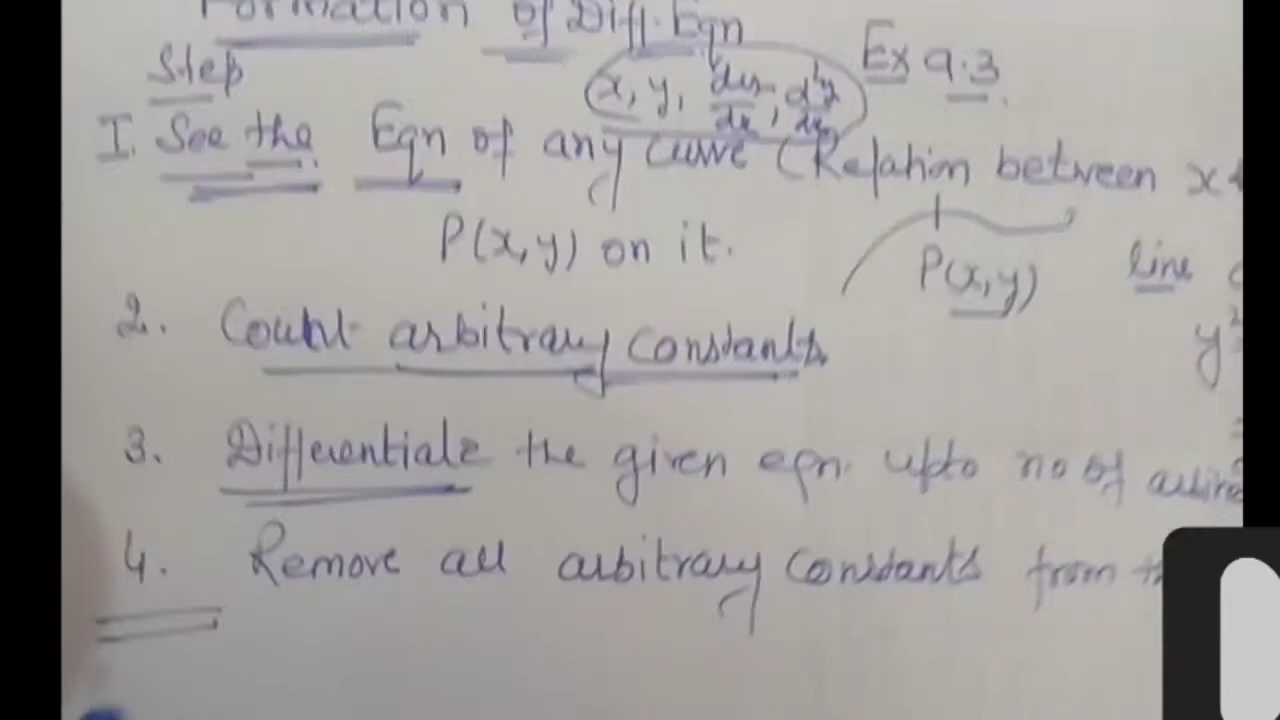 Formation of Diff. Eqn
Ex 9.3
Step
x, y, dy/dx, d²y/dx
I. See the Eqn of any curve (Relation between x
P(x,y) on it.
P(x,y)
line
y²
2. Count arbitrary constants
3. Differentiate the given eqn. upto no of
4. Remove all arbitrary constants from